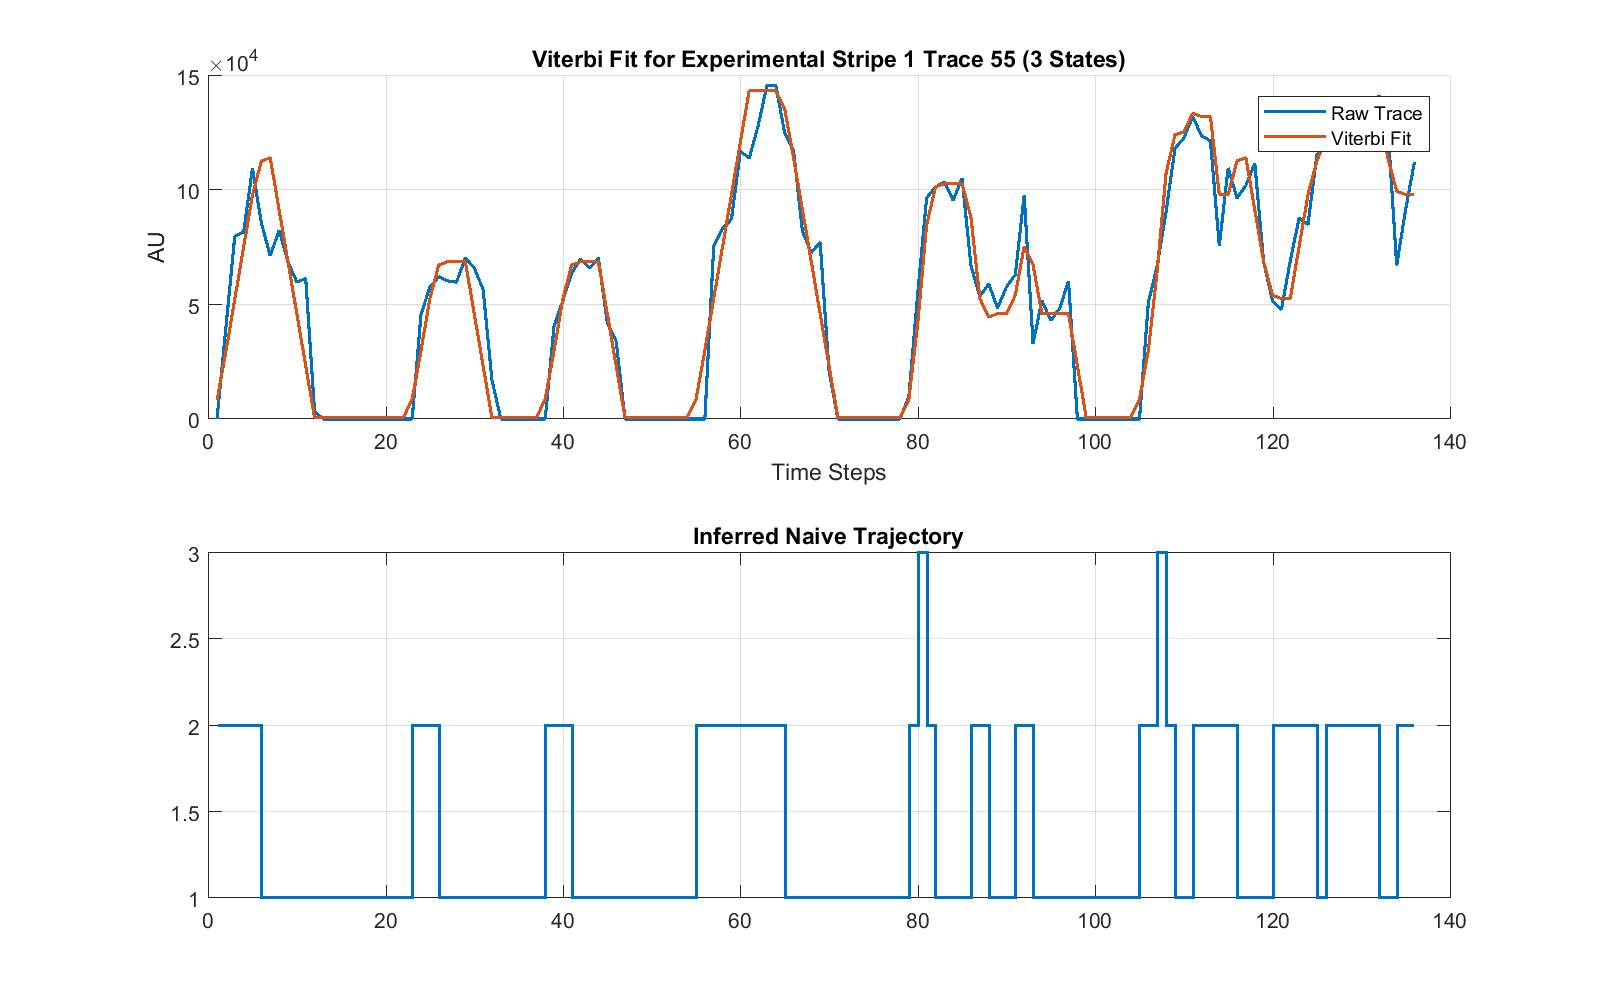 Viterbi Fit for Experimental Stripe 1 Trace 55 (3 States)
×10⁴
15
10
5
0
AU
Raw Trace
Viterbi Fit
0 20 40 60 80 100 120 140
Time Steps
Inferred Naive Trajectory
3
2.5
2
1.5
1
0 20 40 60 80 100 120 140